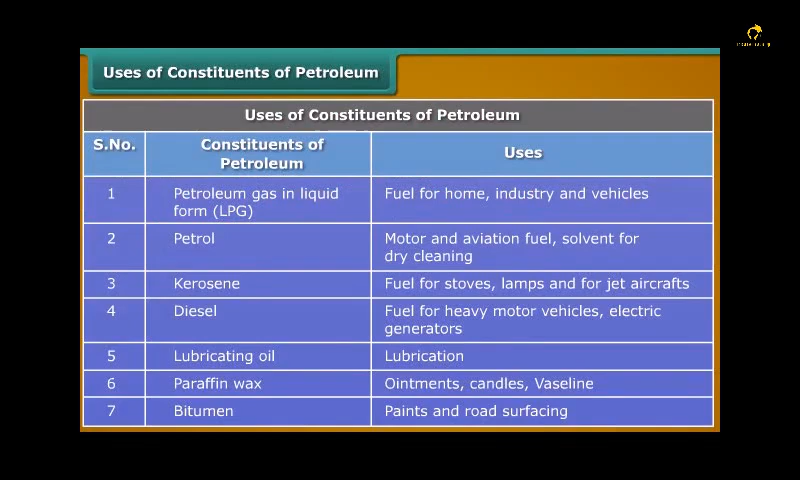 Uses of Constituents of Petroleum
Uses of Constituents of Petroleum
S.No.
Constituents of
Petroleum
Uses
1
Petroleum gas in liquid
form (LPG)
Fuel for home, industry and vehicles
2
Petrol
Motor and aviation fuel, solvent for
dry cleaning
3
Kerosene
Fuel for stoves, lamps and for jet aircrafts
4
Diesel
Fuel for heavy motor vehicles, electric
generators
5
Lubricating oil
Lubrication
6
Paraffin wax
Ointments, candles, Vaseline
7
Bitumen
Paints and road surfacing